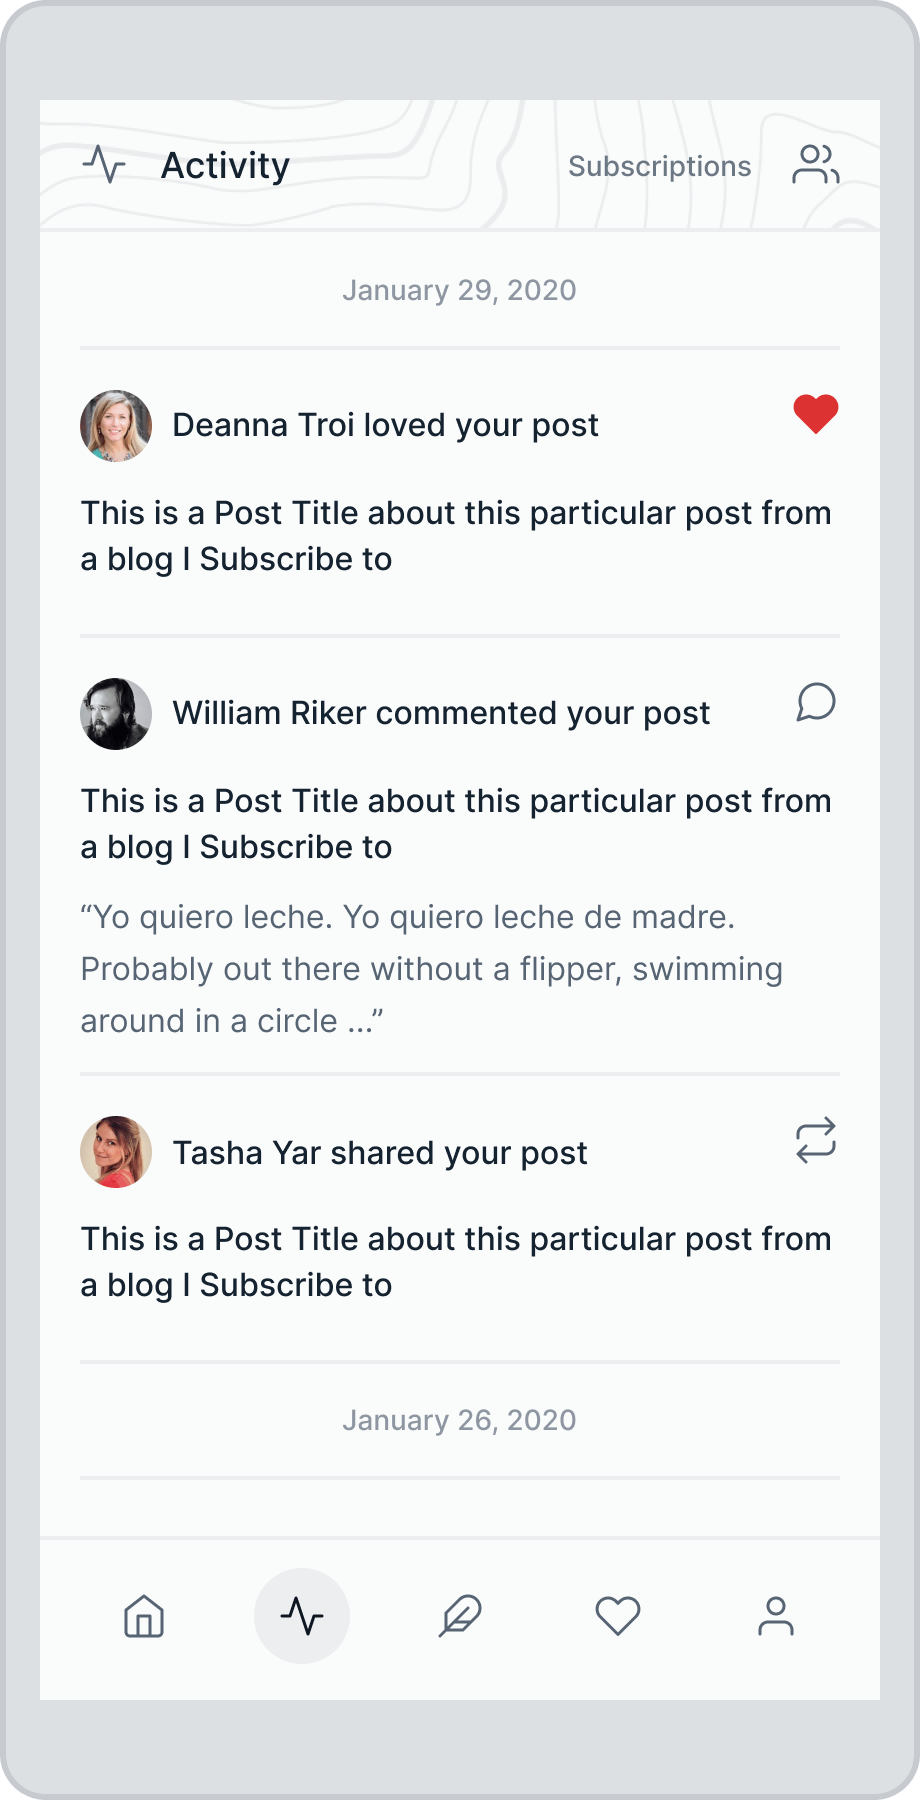 Activity
Subscriptions
January 29, 2020
Deanna Troi loved your post
This is a Post Title about this particular post from
a blog I Subscribe to
William Riker commented your post
This is a Post Title about this particular post from
a blog I Subscribe to
“Yo quiero leche. Yo quiero leche de madre.
Probably out there without a flipper, swimming
around in a circle ...”
Tasha Yar shared your post
This is a Post Title about this particular post from
a blog I Subscribe to
January 26, 2020